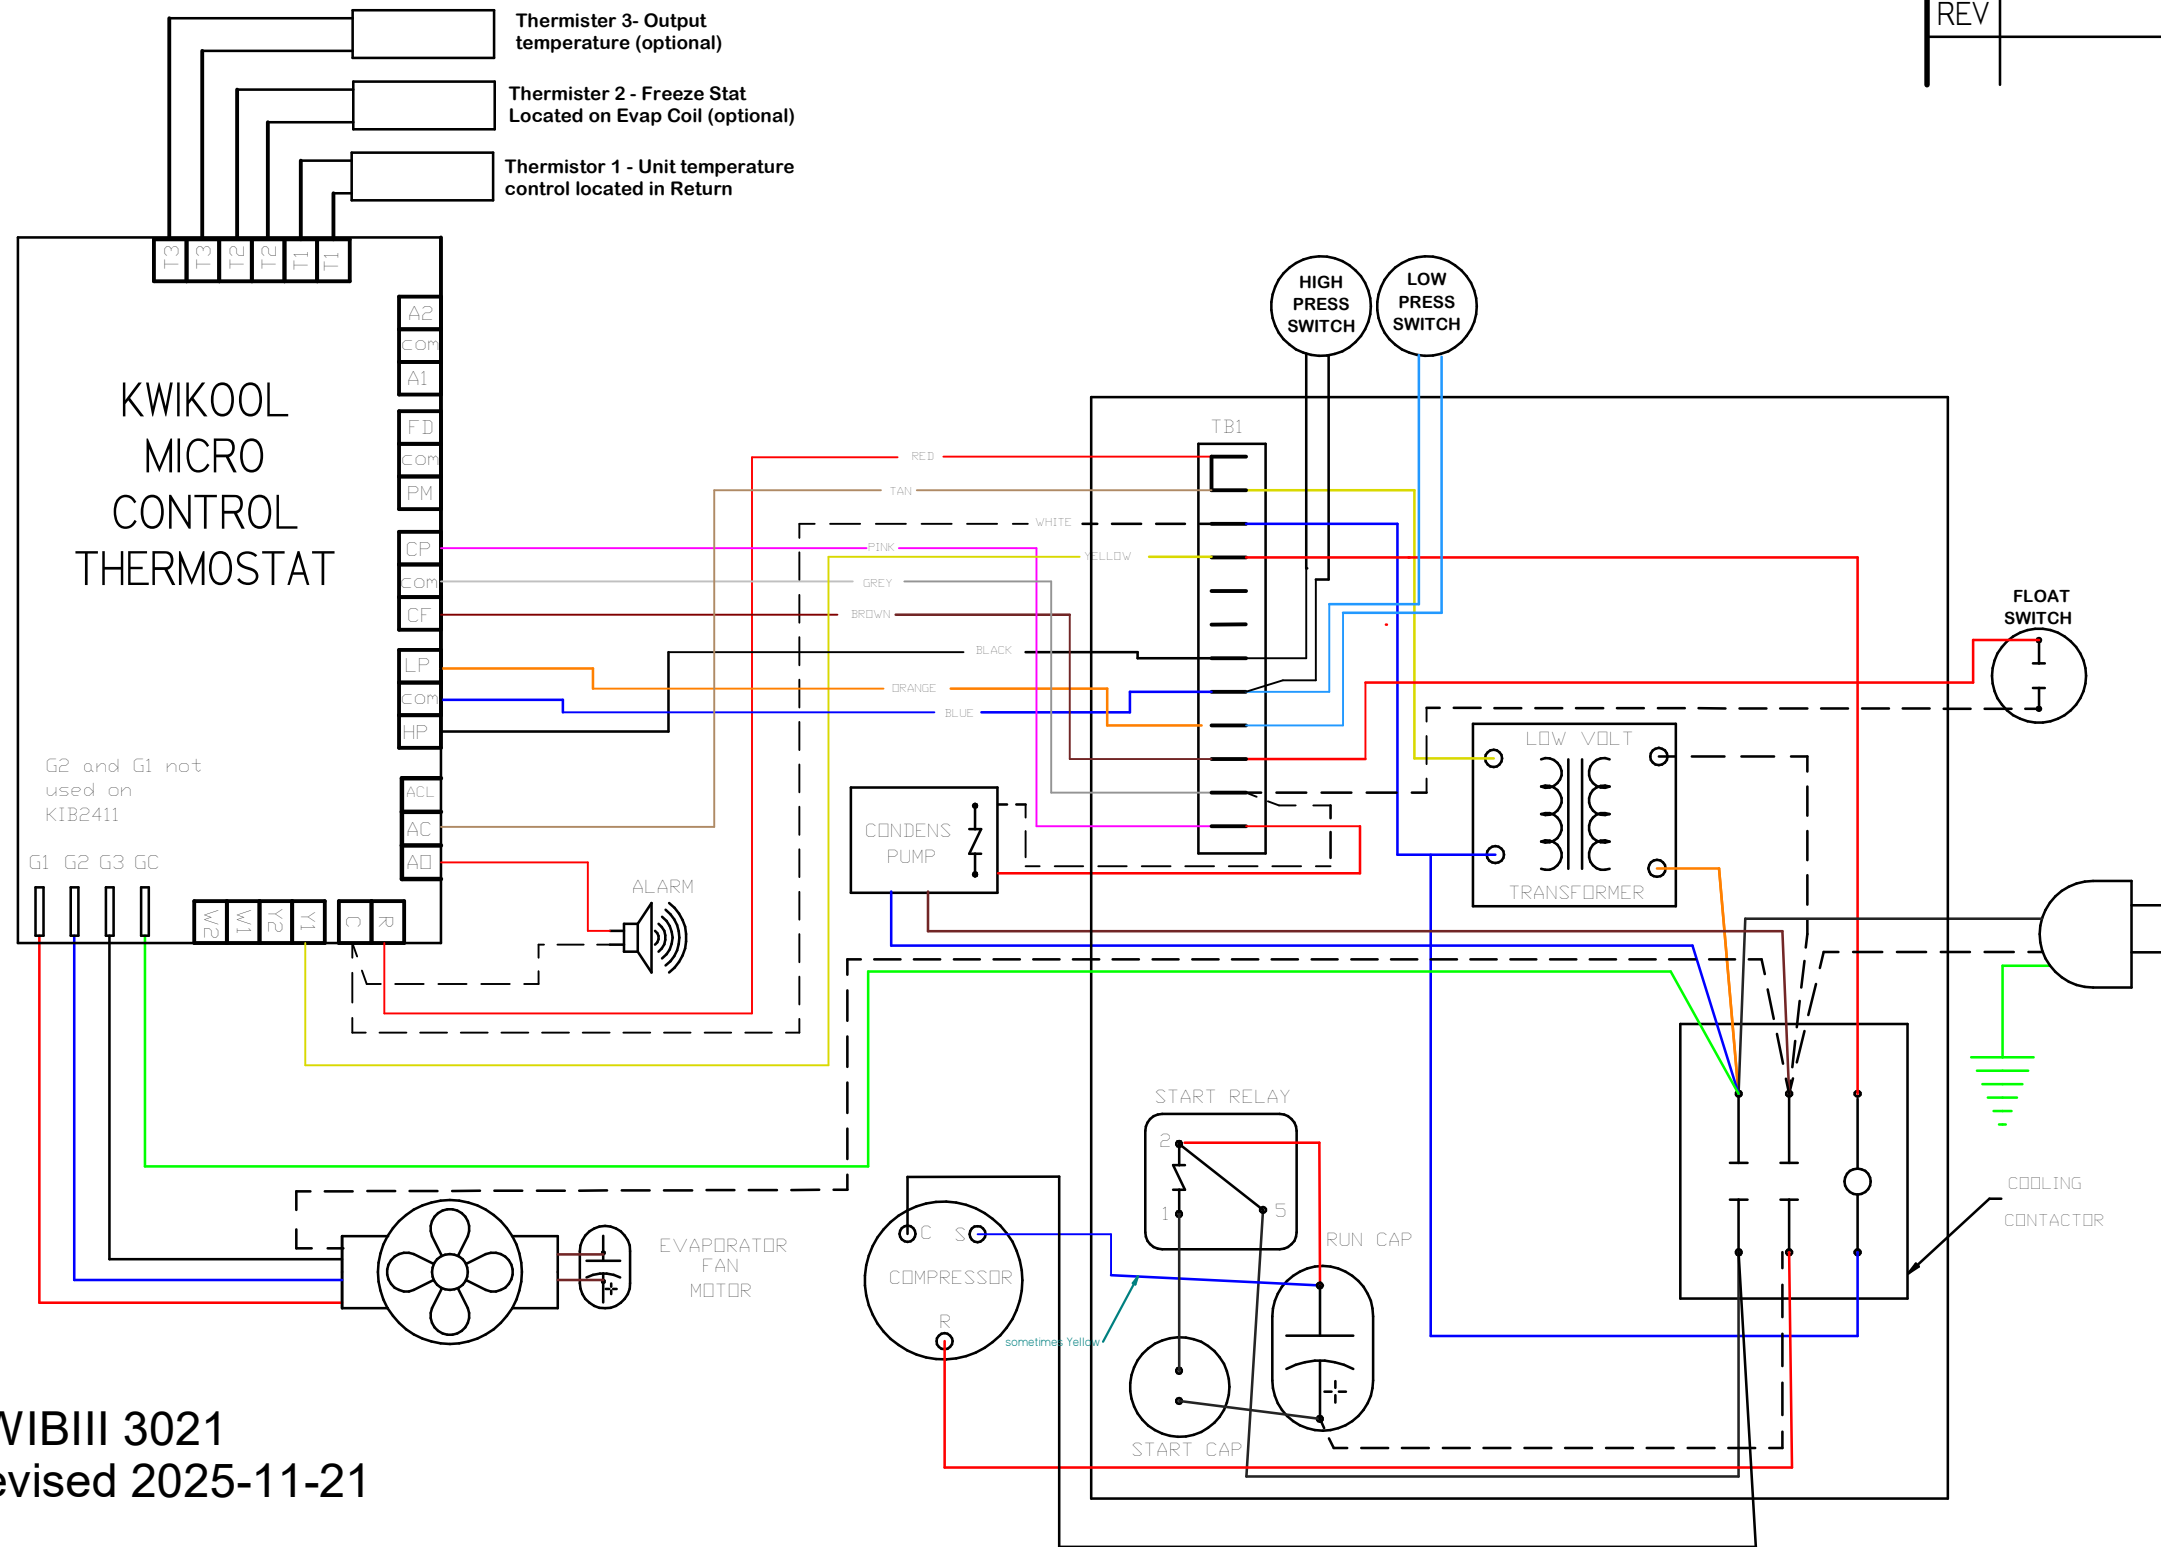 REV
Thermister 3- Output
temperature (optional)
Thermister 2 - Freeze Stat
Located on Evap Coil (optional)
Thermistor 1 - Unit temperature
control located in Return
T3
T3
T2
T2
T1
T1
A2
com
A1
FD
com
PM
CP
com
CF
LP
com
HP
ACL
AC
AO
KWIKOOL
MICRO
CONTROL
THERMOSTAT
G2 and G1 not
used on
KIB2411
G1 G2 G3 GC
W2
W1
Y2
Y1
C
R
HIGH
PRESS
SWITCH
LOW
PRESS
SWITCH
TB1
RED
TAN
WHITE
PINK
YELLOW
GREY
BROWN
BLACK
ORANGE
BLUE
FLOAT
SWITCH
LOW VOLT
TRANSFORMER
CONDENS
PUMP
ALARM
START RELAY
2
1
5
RUN CAP
START CAP
C
S
COMPRESSOR
R
sometimes Yellow
EVAPORATOR
FAN
MOTOR
COOLING
CONTACTOR
WIBIII 3021
evised 2025-11-21